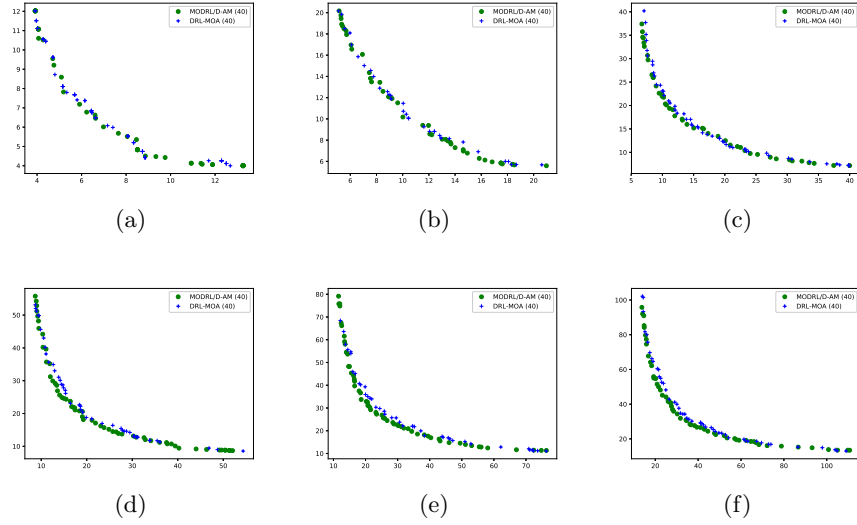 12
11
10
9
8
7
6
5
4
4 6 8 10 12
MODRL/D-AM (40)
DRL-MOA (40)
(a)
20
18
16
14
12
10
8
6
6 8 10 12 14 16 18 20
MODRL/D-AM (40)
DRL-MOA (40)
(b)
40
35
30
25
20
15
10
5 10 15 20 25 30 35 40
MODRL/D-AM (40)
DRL-MOA (40)
(c)
50
40
30
20
10
10 20 30 40 50
MODRL/D-AM (40)
DRL-MOA (40)
(d)
80
70
60
50
40
30
20
10
10 20 30 40 50 60 70
MODRL/D-AM (40)
DRL-MOA (40)
(e)
100
80
60
40
20
20 40 60 80 100
MODRL/D-AM (40)
DRL-MOA (40)
(f)